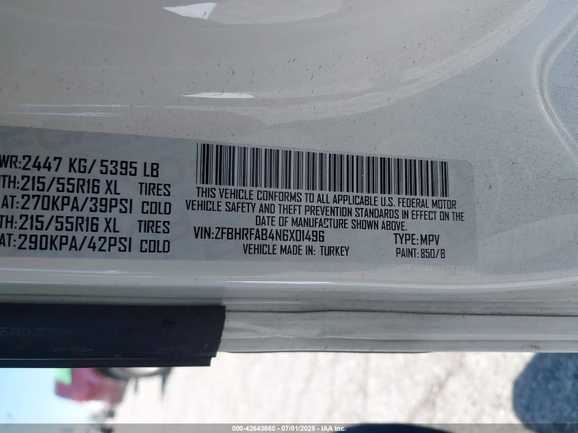 WR:2447 KG/ 5395 LB
TH:215/55R16 XL TIRES
AT:270KPA/39PSI COLD
TH:215/55R16 XL TIRES
AT:290KPA/42PSI COLD
THIS VEHICLE CONFORMS TO ALL APPLICABLE U.S. FEDERAL MOTOR
VEHICLE SAFETY AND THEFT PREVENTION STANDARDS IN EFFECT ON THE
DATE OF MANUFACTURE SHOWN ABOVE.
VIN:ZFBHRFAB4N6X01496 TYPE:MPV
VEHICLE MADE IN: TURKEY PAINT: 850/B
000-42643660 - 07/01/2025 - IAA Inc.